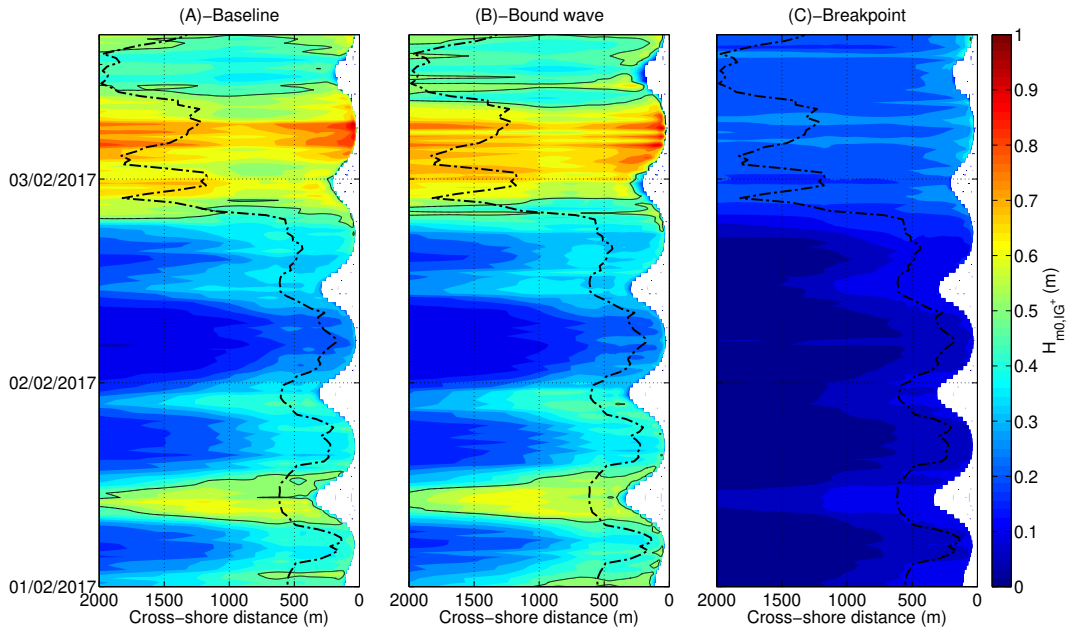 (A)−Baseline
(B)−Bound wave
(C)−Breakpoint
03/02/2017
02/02/2017
01/02/2017
2000 1500 1000 500 0
Cross−shore distance (m)
2000 1500 1000 500 0
Cross−shore distance (m)
2000 1500 1000 500 0
Cross−shore distance (m)
1
0.9
0.8
0.7
0.6
0.5
0.4
0.3
0.2
0.1
0
Hm0,IG+ (m)